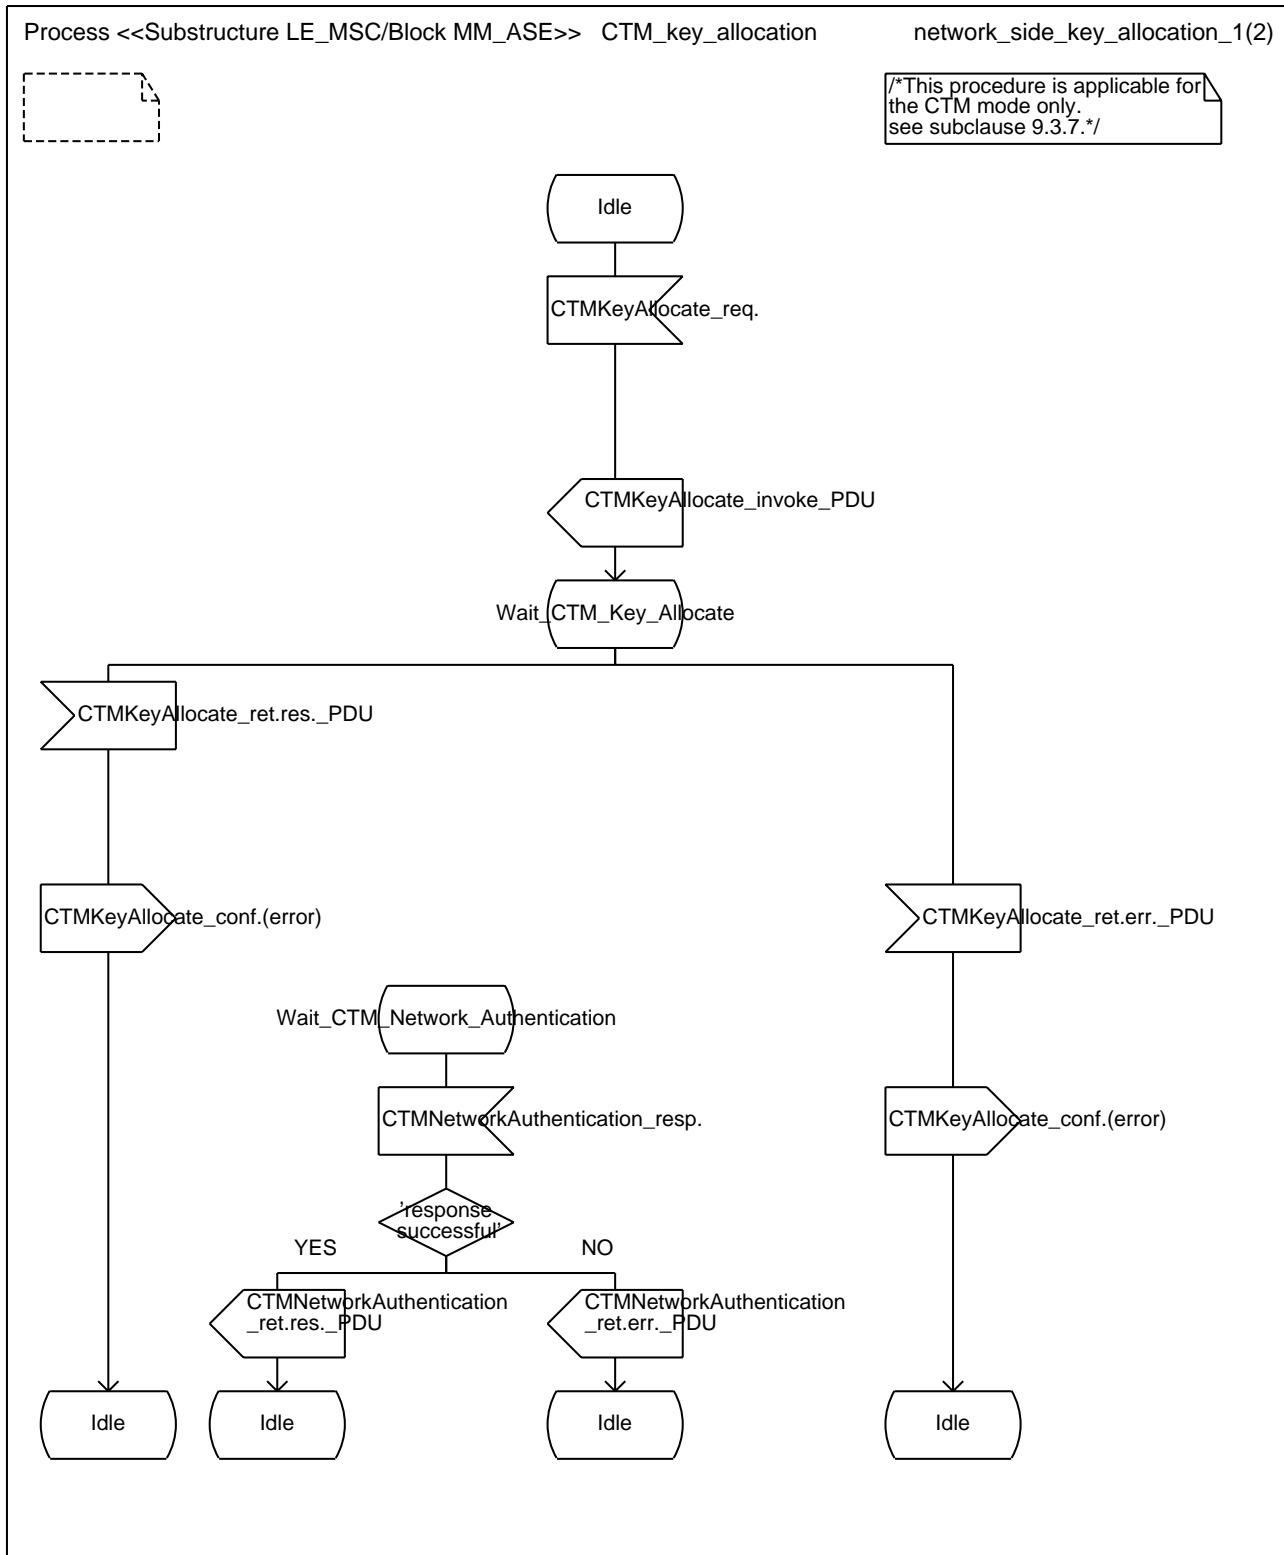 Process <<Substructure LE_MSC/Block MM_ASE>> CTM_key_allocation network_side_key_allocation_1(2)
/*This procedure is applicable for
the CTM mode only.
see subclause 9.3.7.*/
Idle
CTMKeyAllocate_req.
CTMKeyAllocate_invoke_PDU
Wait_CTM_Key_Allocate
CTMKeyAllocate_ret.res._PDU
CTMKeyAllocate_conf.(error)
CTMKeyAllocate_ret.err._PDU
Wait_CTM_Network_Authentication
CTMNetworkAuthentication_resp.
CTMKeyAllocate_conf.(error)
'response
successful'
YES
NO
CTMNetworkAuthentication
_ret.res._PDU
CTMNetworkAuthentication
_ret.err._PDU
Idle
Idle
Idle
Idle